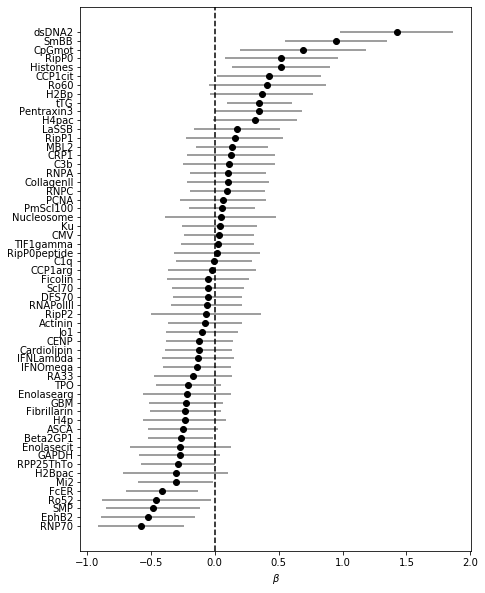 dsDNA2
SmBB
CpGmot
RipP0
Histones
CCP1cit
Ro60
H2Bp
tTG
Pentraxin3
H4pac
LaSSB
RipP1
MBL2
CRP1
C3b
RNPA
CollagenII
RNPC
PCNA
PmScl100
Nucleosome
Ku
CMV
TIF1gamma
RipP0peptide
C1q
CCP1arg
Ficolin
Scl70
DFS70
RNAPolIII
RipP2
Actinin
Jo1
CENP
Cardiolipin
IFNLambda
IFNOmega
RA33
TPO
Enolasearg
GBM
Fibrillarin
H4p
ASCA
Beta2GP1
Enolasecit
GAPDH
RPP25ThTo
H2Bpac
Mi2
FcER
Ro52
SMP
EphB2
RNP70
−1.0 −0.5 0.0 0.5 1.0 1.5 2.0
β